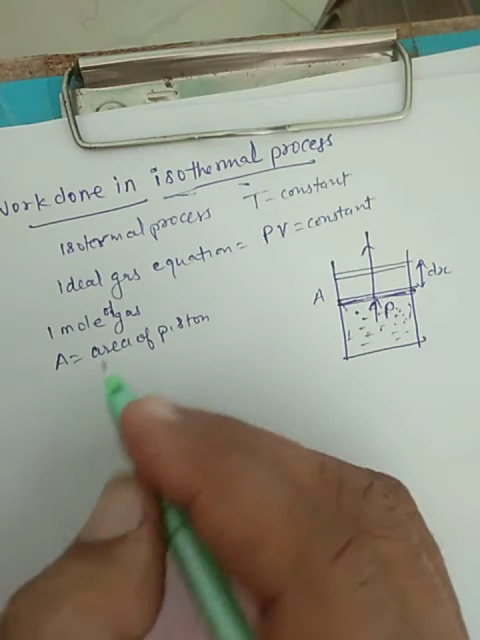 Work done in isothermal process
isotermal process T = constant
Ideal gas equation = PV = constant
1 mole of gas
A = area of piston
A
P
dx